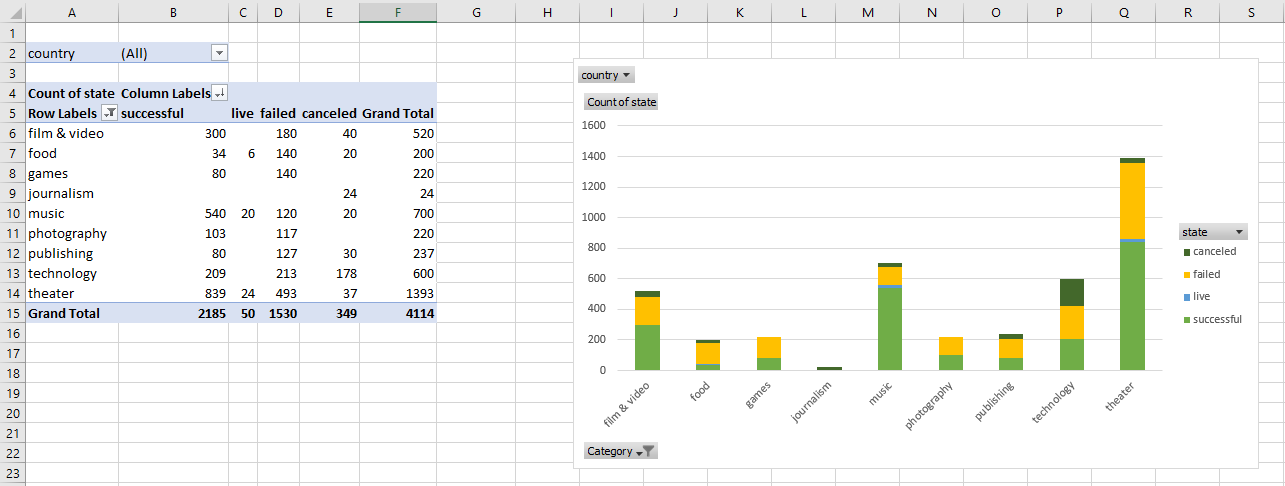 A B C D E F G H I J K L M N O P Q R S
1
2 country (All)
3
4 Count of state Column Labels
5 Row Labels successful live failed canceled Grand Total
6 film & video 300 180 40 520
7 food 34 6 140 20 200
8 games 80 140 220
9 journalism 24 24
10 music 540 20 120 20 700
11 photography 103 117 220
12 publishing 80 127 30 237
13 technology 209 213 178 600
14 theater 839 24 493 37 1393
15 Grand Total 2185 50 1530 349 4114
16
17
18
19
20
21
22
23
country
Count of state
1600
1400
1200
1000
800
600
400
200
0
film & video food games journalism music photography publishing technology theater
state
canceled
failed
live
successful
Category